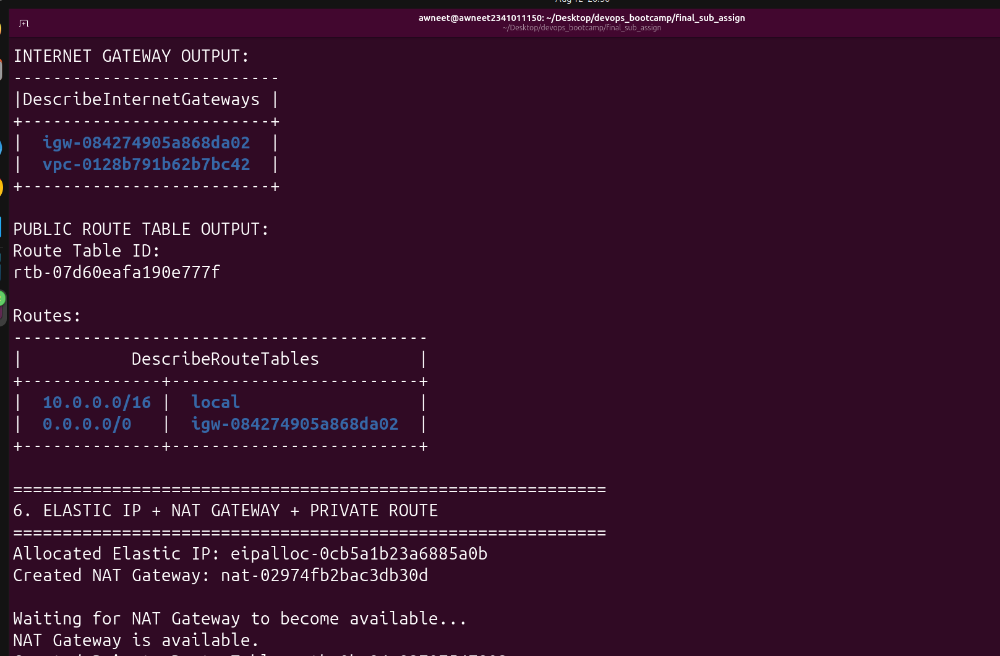 awneet@awneet2341011150: ~/Desktop/devops_bootcamp/final_sub_assign
~/Desktop/devops_bootcamp/final_sub_assign
INTERNET GATEWAY OUTPUT:
---------------------------
|DescribeInternetGateways |
+-------------------------+
|  igw-084274905a868da02  |
|  vpc-0128b791b62b7bc42  |
+-------------------------+
PUBLIC ROUTE TABLE OUTPUT:
Route Table ID:
rtb-07d60eafa190e777f
Routes:
------------------------------------------
|           DescribeRouteTables          |
+--------------+-------------------------+
|  10.0.0.0/16 |  local                  |
|  0.0.0.0/0   |  igw-084274905a868da02  |
+--------------+-------------------------+
============================================================
6. ELASTIC IP + NAT GATEWAY + PRIVATE ROUTE
============================================================
Allocated Elastic IP: eipalloc-0cb5a1b23a6885a0b
Created NAT Gateway: nat-02974fb2bac3db30d
Waiting for NAT Gateway to become available...
NAT Gateway is available.